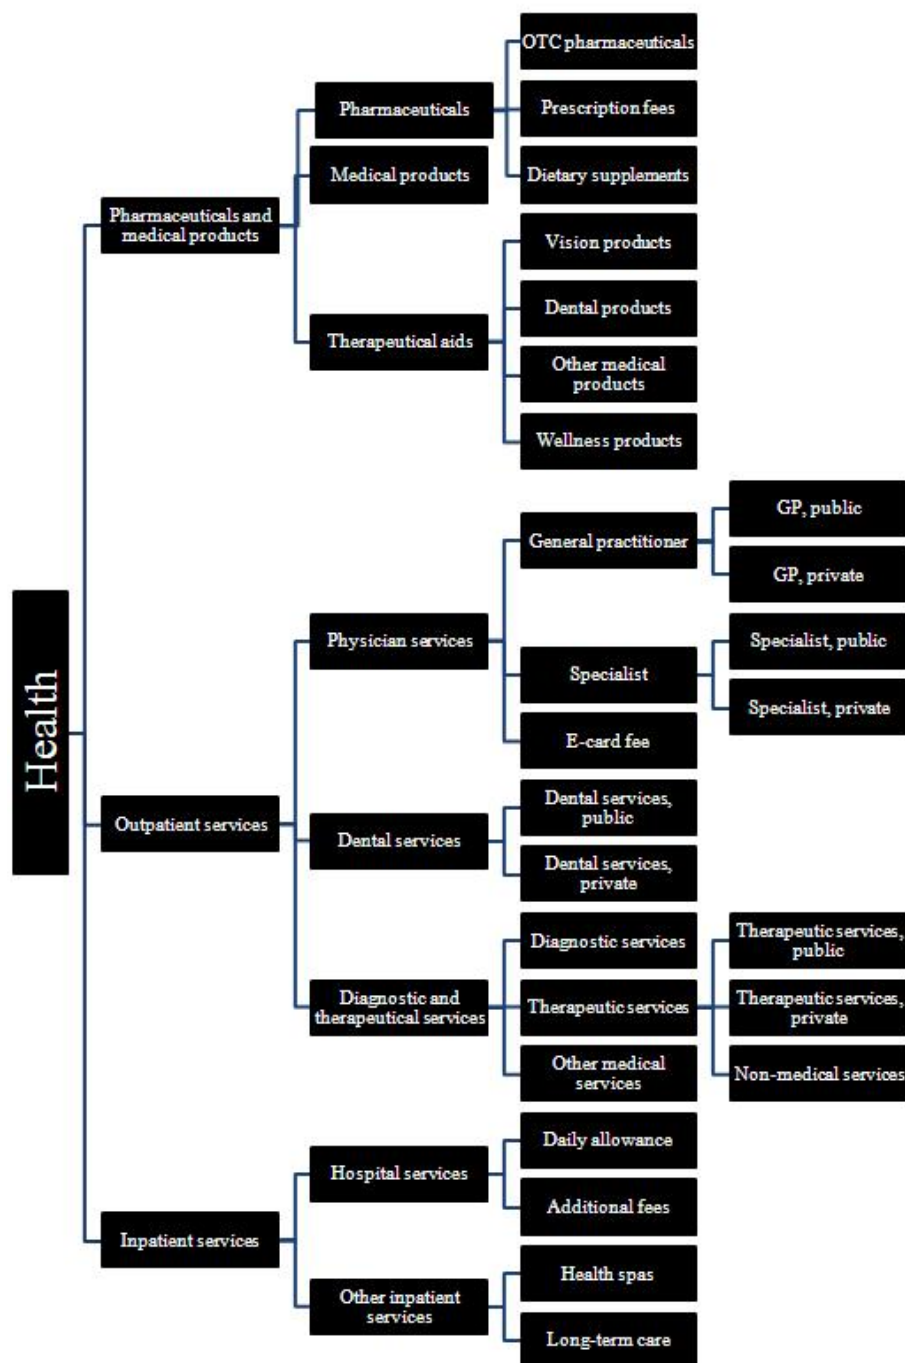 Health
Pharmaceuticals and
medical products
Pharmaceuticals
OTC pharmaceuticals
Prescription fees
Dietary supplements
Medical products
Therapeutical aids
Vision products
Dental products
Other medical
products
Wellness products
Outpatient services
Physician services
General practitioner
GP, public
GP, private
Specialist
Specialist, public
Specialist, private
E-card fee
Dental services
Dental services,
public
Dental services,
private
Diagnostic and
therapeutical services
Diagnostic services
Therapeutic services
Therapeutic services,
public
Therapeutic services,
private
Non-medical services
Other medical
services
Inpatient services
Hospital services
Daily allowance
Additional fees
Other inpatient
services
Health spas
Long-term care